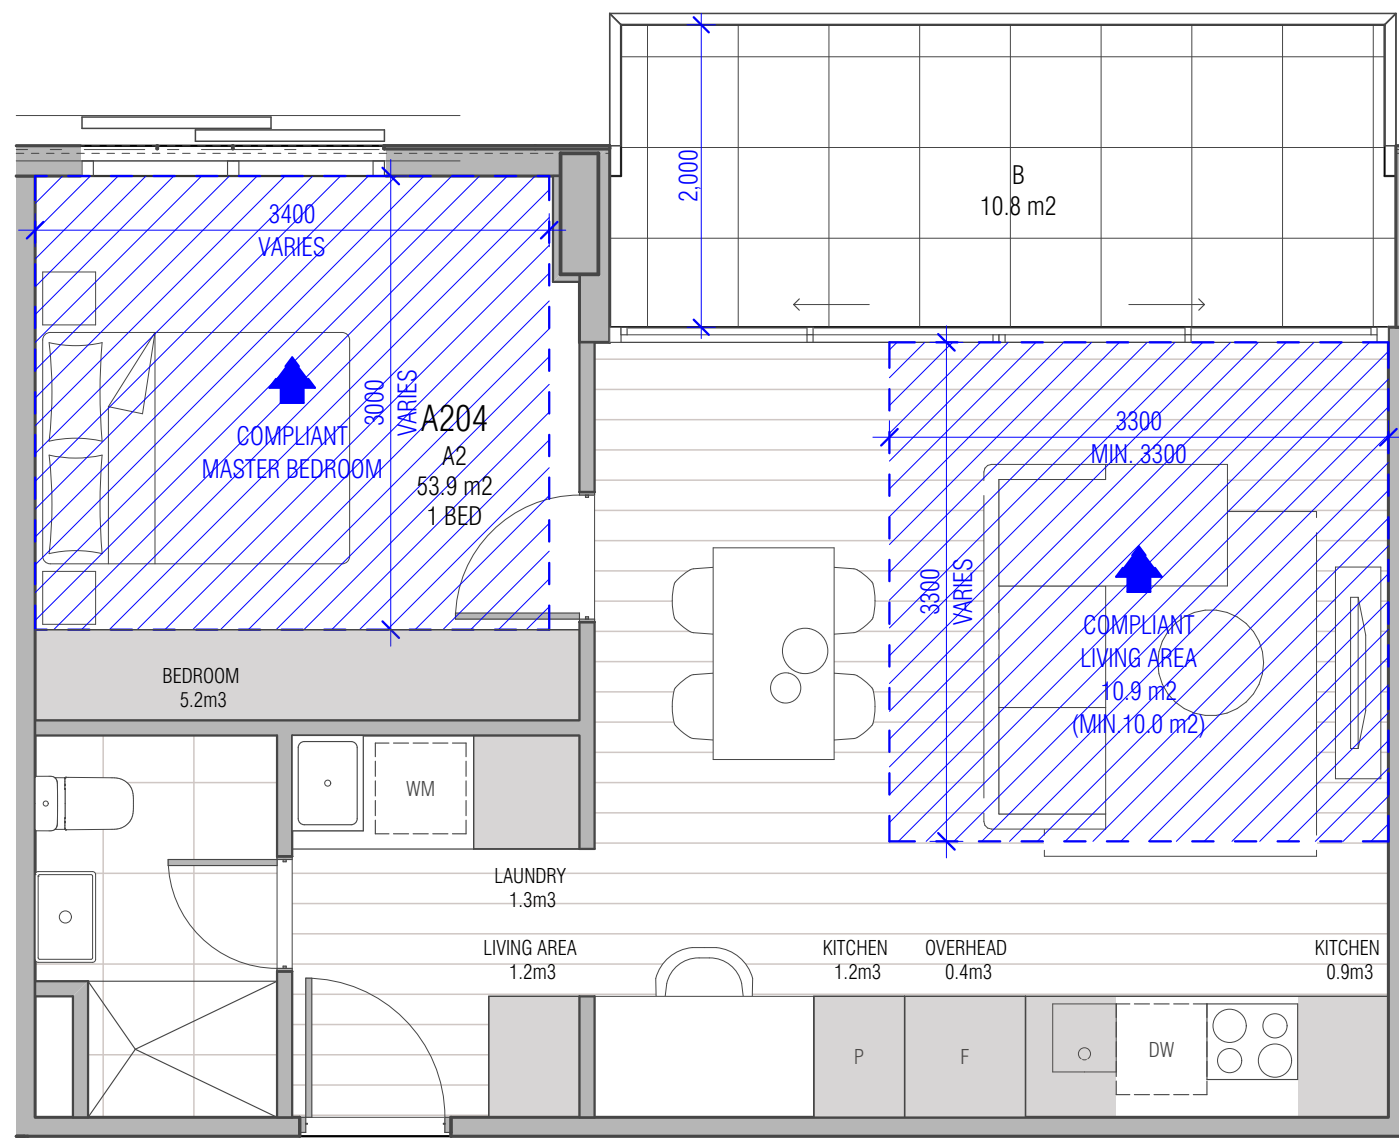 2,000
B
10.8 m2
3400
VARIES
3000
VARIES
COMPLIANT
MASTER BEDROOM
A204
A2
53.9 m2
1 BED
3300
MIN. 3300
3300
VARIES
COMPLIANT
LIVING AREA
10.9 m2
(MIN.10.0 m2)
BEDROOM
5.2m3
WM
LAUNDRY
1.3m3
LIVING AREA
1.2m3
KITCHEN
1.2m3
OVERHEAD
0.4m3
KITCHEN
0.9m3
P
F
DW